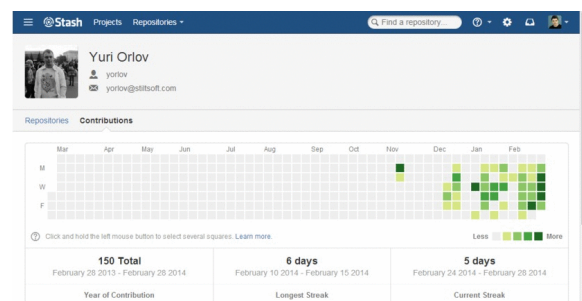 Stash Projects Repositories Find a repository...
Yuri Orlov
yorlov
yorlov@stiltsoft.com
Repositories Contributions
Mar Apr May Jun Jul Aug Sep Oct Nov Dec Jan Feb
M
W
F
Click and hold the left mouse button to select several squares. Learn more. Less More
150 Total 6 days 5 days
February 28 2013 - February 28 2014 February 10 2014 - February 15 2014 February 24 2014 - February 28 2014
Year of Contribution Longest Streak Current Streak